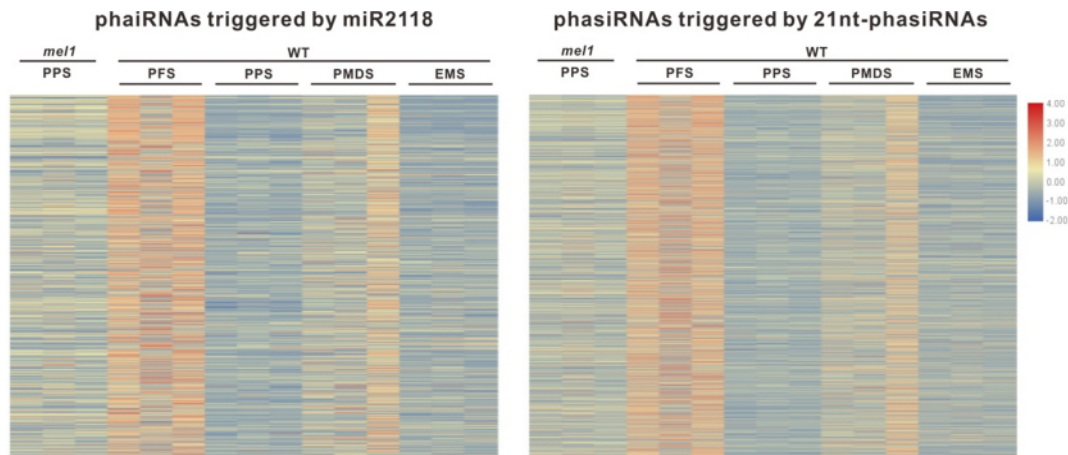 phaiRNAs triggered by miR2118
mel1
WT
PPS
PFS
PPS
PMDS
EMS
phasiRNAs triggered by 21nt-phasiRNAs
mel1
WT
PPS
PFS
PPS
PMDS
EMS
4.00
3.00
2.00
1.00
0.00
-1.00
-2.00